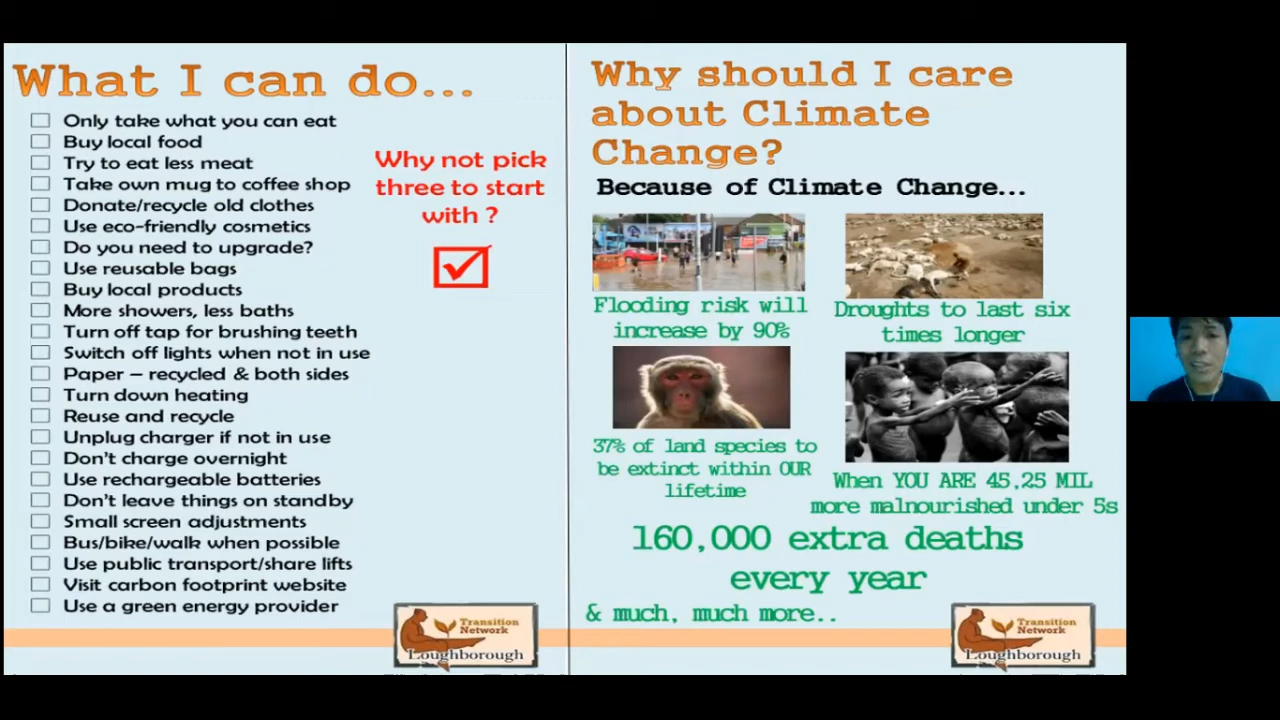 What I can do...
Only take what you can eat
Buy local food
Try to eat less meat
Take own mug to coffee shop
Donate/recycle old clothes
Use eco-friendly cosmetics
Do you need to upgrade?
Use reusable bags
Buy local products
More showers, less baths
Turn off tap for brushing teeth
Switch off lights when not in use
Paper – recycled & both sides
Turn down heating
Reuse and recycle
Unplug charger if not in use
Don't charge overnight
Use rechargeable batteries
Don't leave things on standby
Small screen adjustments
Bus/bike/walk when possible
Use public transport/share lifts
Visit carbon footprint website
Use a green energy provider
Why not pick
three to start
with ?
Transition
Network
Loughborough
Why should I care
about Climate
Change?
Because of Climate Change...
Flooding risk will
increase by 90%
Droughts to last six
times longer
37% of land species to
be extinct within OUR
lifetime
When YOU ARE 45,25 MIL
more malnourished under 5s
160,000 extra deaths
every year
& much, much more..
Transition
Network
Loughborough